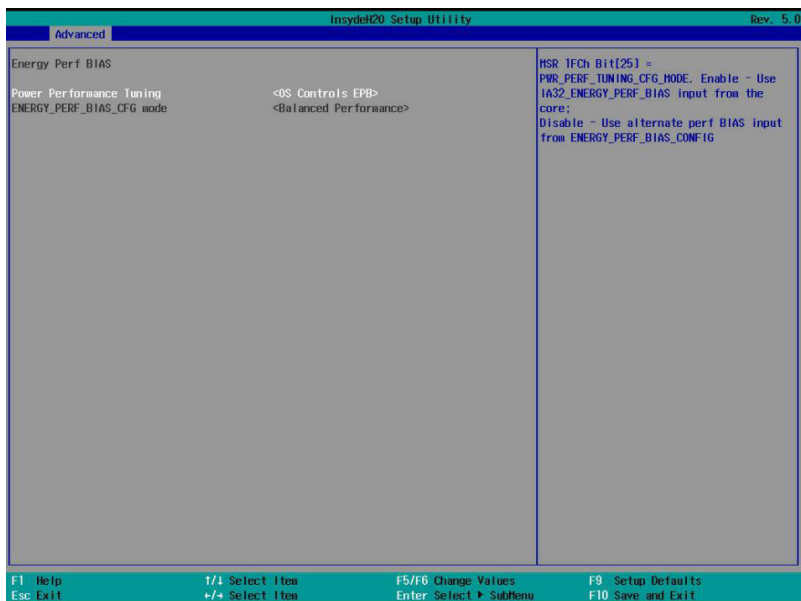 InsydeH20 Setup Utility Rev. 5.0
Advanced
Energy Perf BIAS
Power Performance Tuning <OS Controls EPB>
ENERGY_PERF_BIAS_CFG mode <Balanced Performance>
MSR 1FCh Bit[25] =
PWR_PERF_TUNING_CFG_MODE. Enable - Use
IA32_ENERGY_PERF_BIAS input from the
core;
Disable - Use alternate perf BIAS input
from ENERGY_PERF_BIAS_CONFIG
F1 Help ↑/↓ Select Item F5/F6 Change Values F9 Setup Defaults
Esc Exit ←/→ Select Item Enter Select ▶ SubMenu F10 Save and Exit